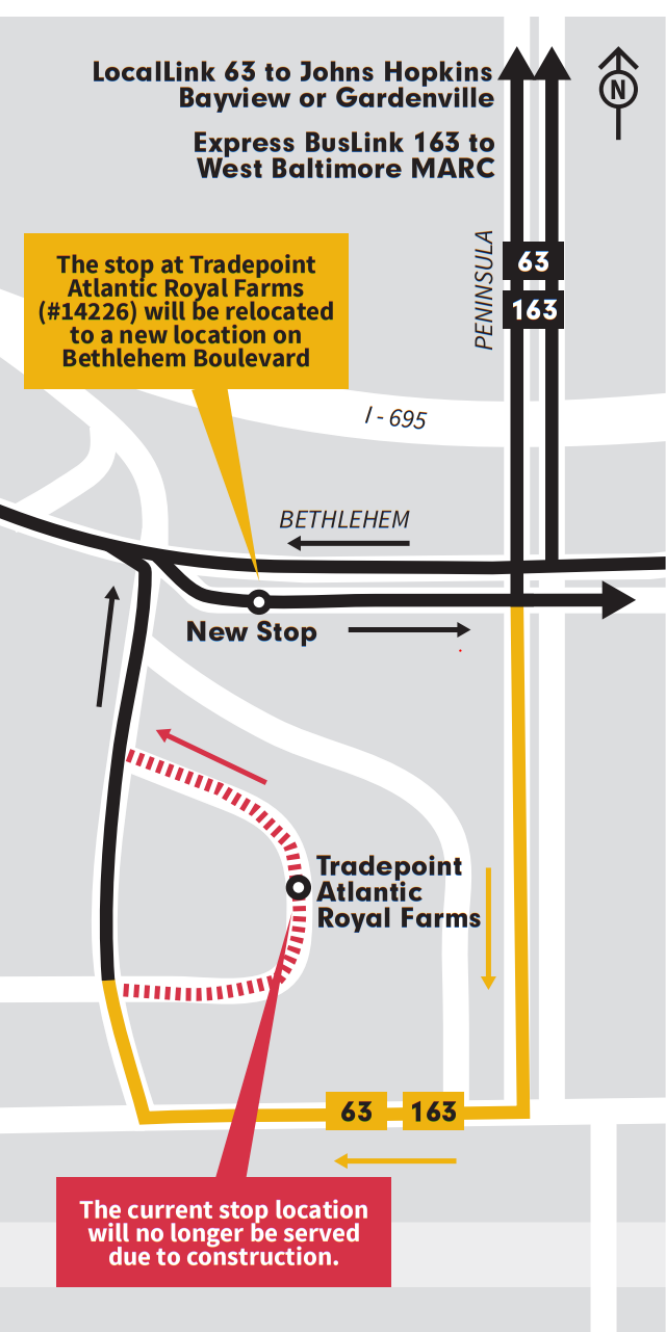 LocalLink 63 to Johns Hopkins
Bayview or Gardenville
Express BusLink 163 to
West Baltimore MARC
N
PENINSULA
63
163
The stop at Tradepoint
Atlantic Royal Farms
(#14226) will be relocated
to a new location on
Bethlehem Boulevard
I - 695
BETHLEHEM
New Stop
Tradepoint
Atlantic
Royal Farms
63
163
The current stop location
will no longer be served
due to construction.